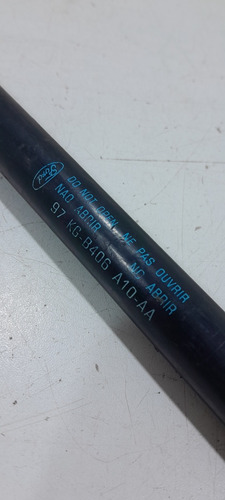 Ford
DO NOT OPEN NE PAS OUVRIR
NAO ABRIR NO ABRIR
97 KG-B406 A10-AA